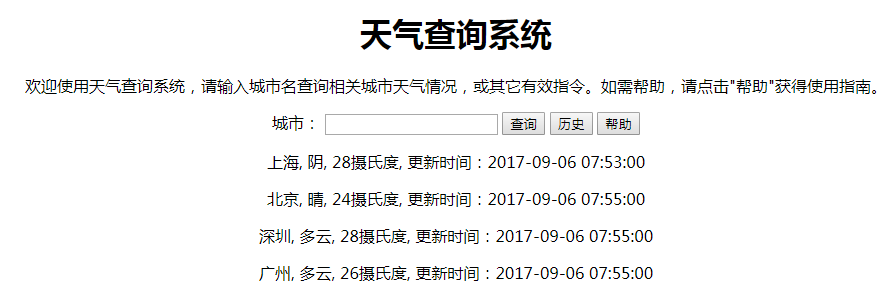 天气查询系统
欢迎使用天气查询系统，请输入城市名查询相关城市天气情况，或其它有效指令。如需帮助，请点击"帮助"获得使用指南。
城市： 查询 历史 帮助
上海, 阴, 28摄氏度, 更新时间：2017-09-06 07:53:00
北京, 晴, 24摄氏度, 更新时间：2017-09-06 07:55:00
深圳, 多云, 28摄氏度, 更新时间：2017-09-06 07:55:00
广州, 多云, 26摄氏度, 更新时间：2017-09-06 07:55:00